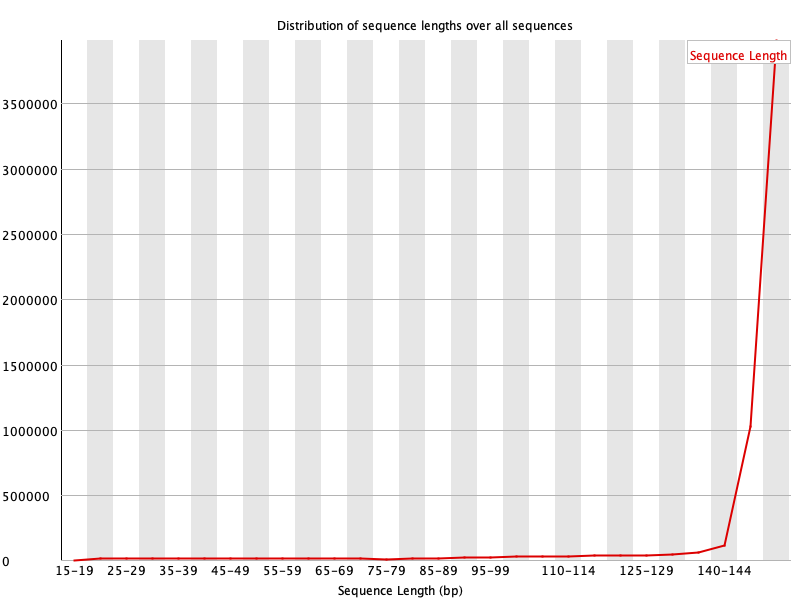 Distribution of sequence lengths over all sequences
Sequence Length
3500000
3000000
2500000
2000000
1500000
1000000
500000
0
15-19 25-29 35-39 45-49 55-59 65-69 75-79 85-89 95-99 110-114 125-129 140-144
Sequence Length (bp)